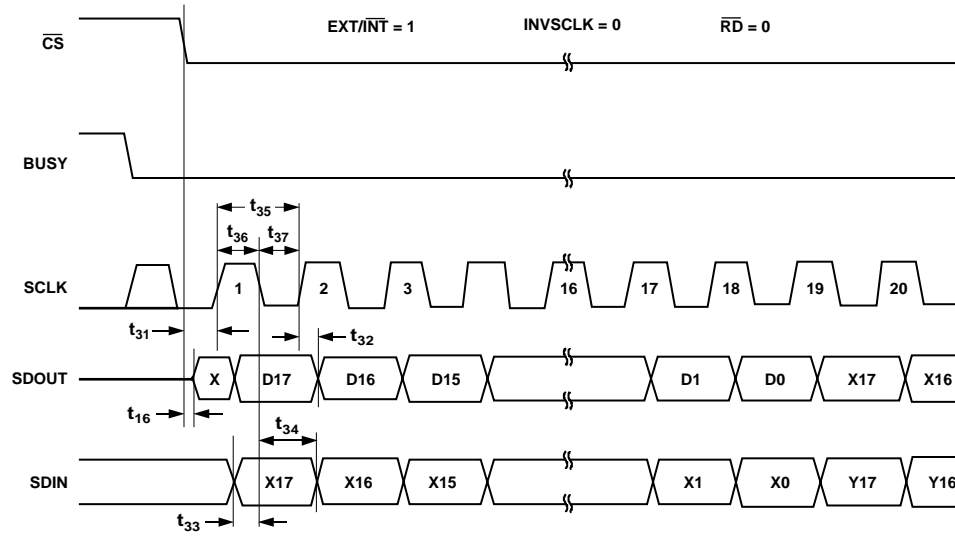 EXT/INT = 1 INVSCLK = 0 RD = 0
CS
BUSY
t35
t36 t37
SCLK 1 2 3 16 17 18 19 20
t31 t32
SDOUT X D17 D16 D15 D1 D0 X17 X16
t16 t34
SDIN X17 X16 X15 X1 X0 Y17 Y16
t33